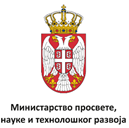 Министарство просвете,
науке и технолошког развоја